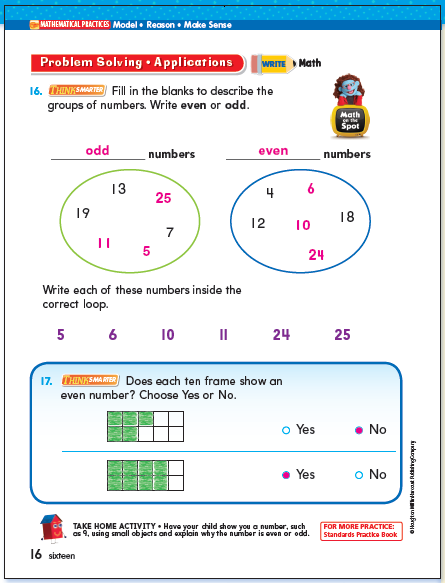 MATHEMATICAL PRACTICES Model • Reason • Make Sense
Problem Solving • Applications WRITE Math
16. THINKSMARTER Fill in the blanks to describe the
groups of numbers. Write even or odd.
Math
on the
Spot
odd numbers even numbers
13 25
19
7
11
5
4 6
12 10 18
24
Write each of these numbers inside the
correct loop.
5 6 10 11 24 25
17. THINKSMARTER Does each ten frame show an
even number? Choose Yes or No.
Yes No
Yes No
TAKE HOME ACTIVITY • Have your child show you a number, such
as 9, using small objects and explain why the number is even or odd.
FOR MORE PRACTICE:
Standards Practice Book
16 sixteen
© Houghton Mifflin Harcourt Publishing Company